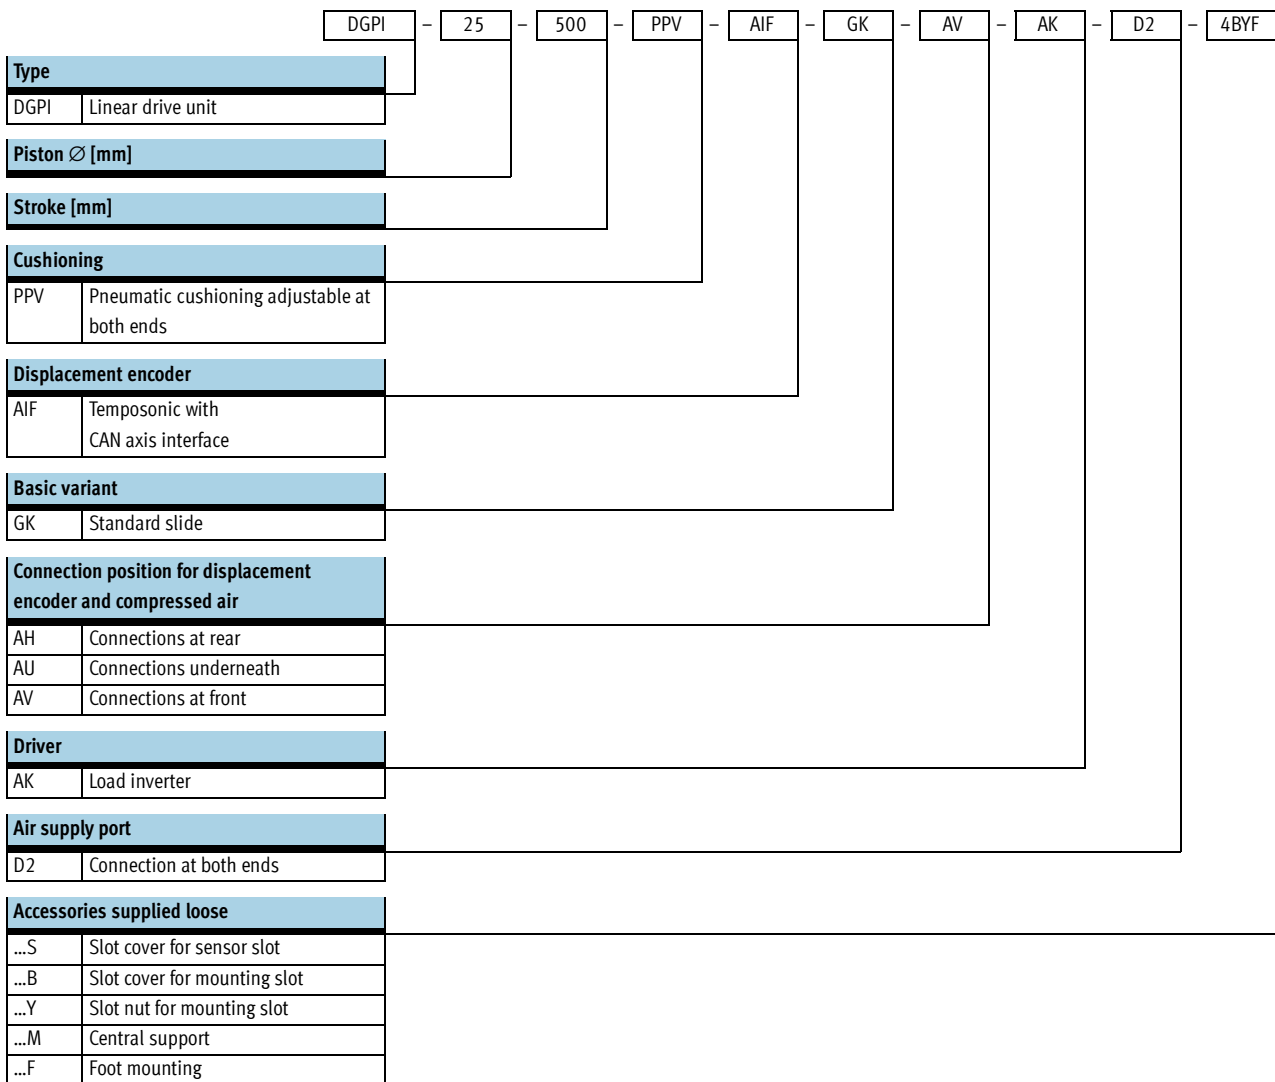 DGPI – 25 – 500 – PPV – AIF – GK – AV – AK – D2 – 4BYF
Type
DGPI Linear drive unit
Piston ∅ [mm]
Stroke [mm]
Cushioning
PPV Pneumatic cushioning adjustable at
both ends
Displacement encoder
AIF Temposonic with
CAN axis interface
Basic variant
GK Standard slide
Connection position for displacement
encoder and compressed air
AH Connections at rear
AU Connections underneath
AV Connections at front
Driver
AK Load inverter
Air supply port
D2 Connection at both ends
Accessories supplied loose
...S Slot cover for sensor slot
...B Slot cover for mounting slot
...Y Slot nut for mounting slot
...M Central support
...F Foot mounting